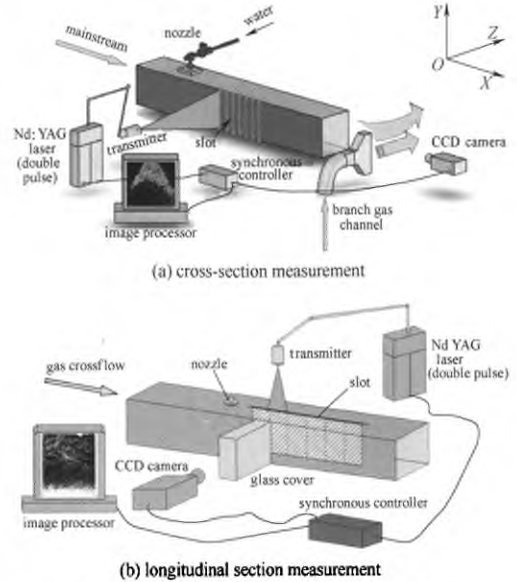 nozzle
water
mainstream
Y
Z
O
X
Nd: YAG
laser
(double
pulse)
transmitter
slot
synchronous
controller
CCD camera
image processor
branch gas
channel
(a) cross-section measurement
gas crossflow
nozzle
transmitter
slot
Nd YAG
laser
(double pulse)
CCD camera
glass cover
image processor
synchronous controller
(b) longitudinal section measurement